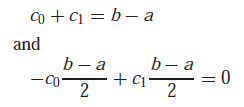 c₀ + c₁ = b − a
and
−c₀ (b − a)/2 + c₁ (b − a)/2 = 0